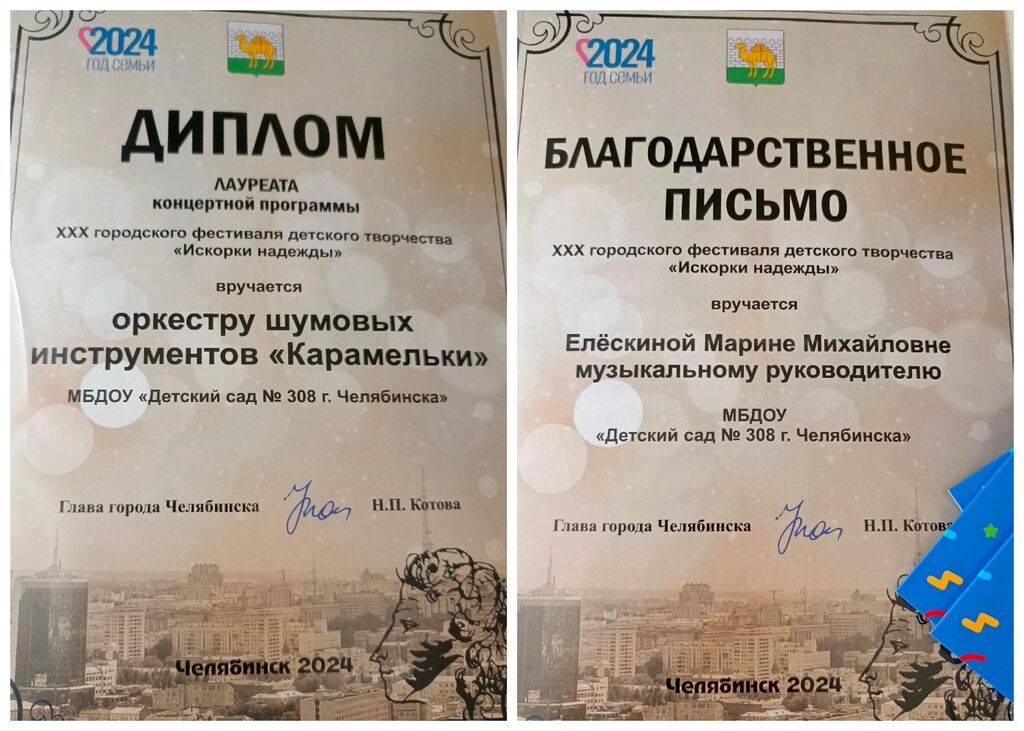 2024
ГОД СЕМЬИ
ДИПЛОМ
ЛАУРЕАТА
концертной программы
XXX городского фестиваля детского творчества
«Искорки надежды»
вручается
оркестру шумовых
инструментов «Карамельки»
МБДОУ «Детский сад № 308 г. Челябинска»
Глава города Челябинска Н.П. Котова
Челябинск 2024
2024
ГОД СЕМЬИ
БЛАГОДАРСТВЕННОЕ
ПИСЬМО
XXX городского фестиваля детского творчества
«Искорки надежды»
вручается
Елёскиной Марине Михайловне
музыкальному руководителю
МБДОУ
«Детский сад № 308 г. Челябинска»
Глава города Челябинска Н.П. Котова
Челябинск 2024